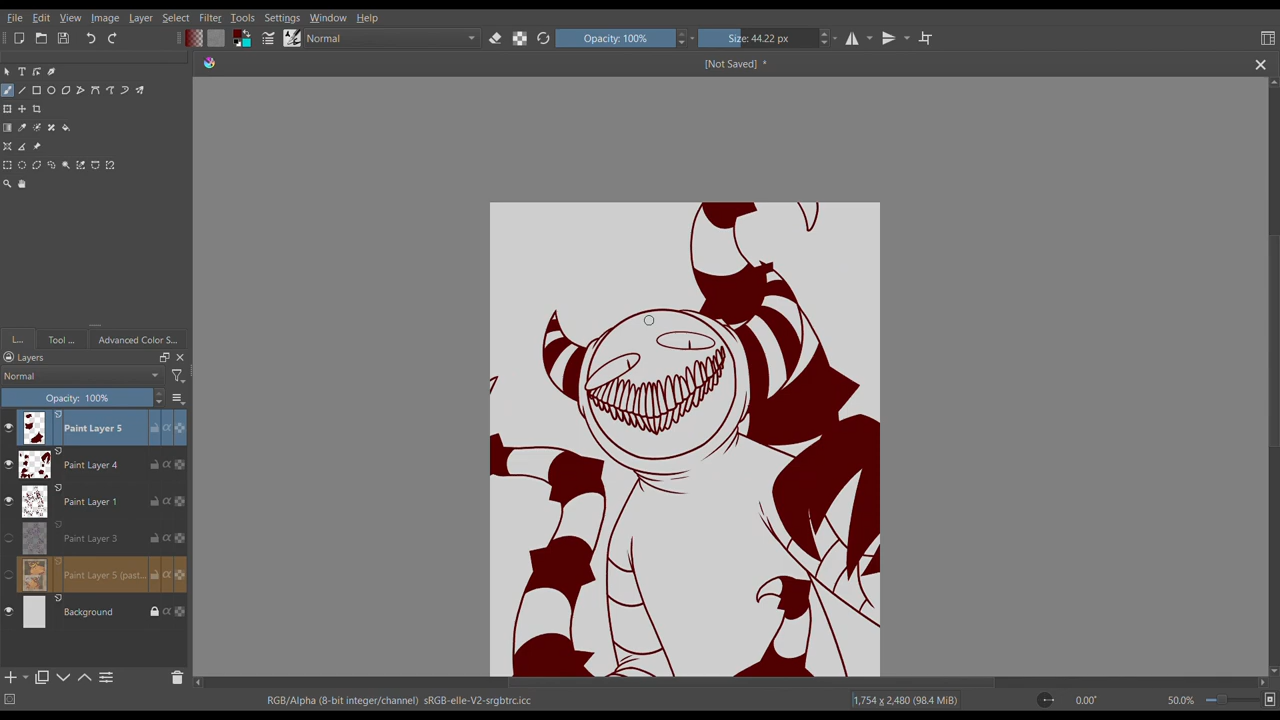 File Edit View Image Layer Select Filter Tools Settings Window Help
Normal Opacity: 100% Size: 44.22 px
[Not Saved] *
L... Tool ... Advanced Color S...
Layers
Normal
Opacity: 100%
Paint Layer 5
Paint Layer 4
Paint Layer 1
Paint Layer 3
Paint Layer 5 (past...
Background
RGB/Alpha (8-bit integer/channel) sRGB-elle-V2-srgbtrc.icc 1,754 x 2,480 (98.4 MiB) 0.00° 50.0%